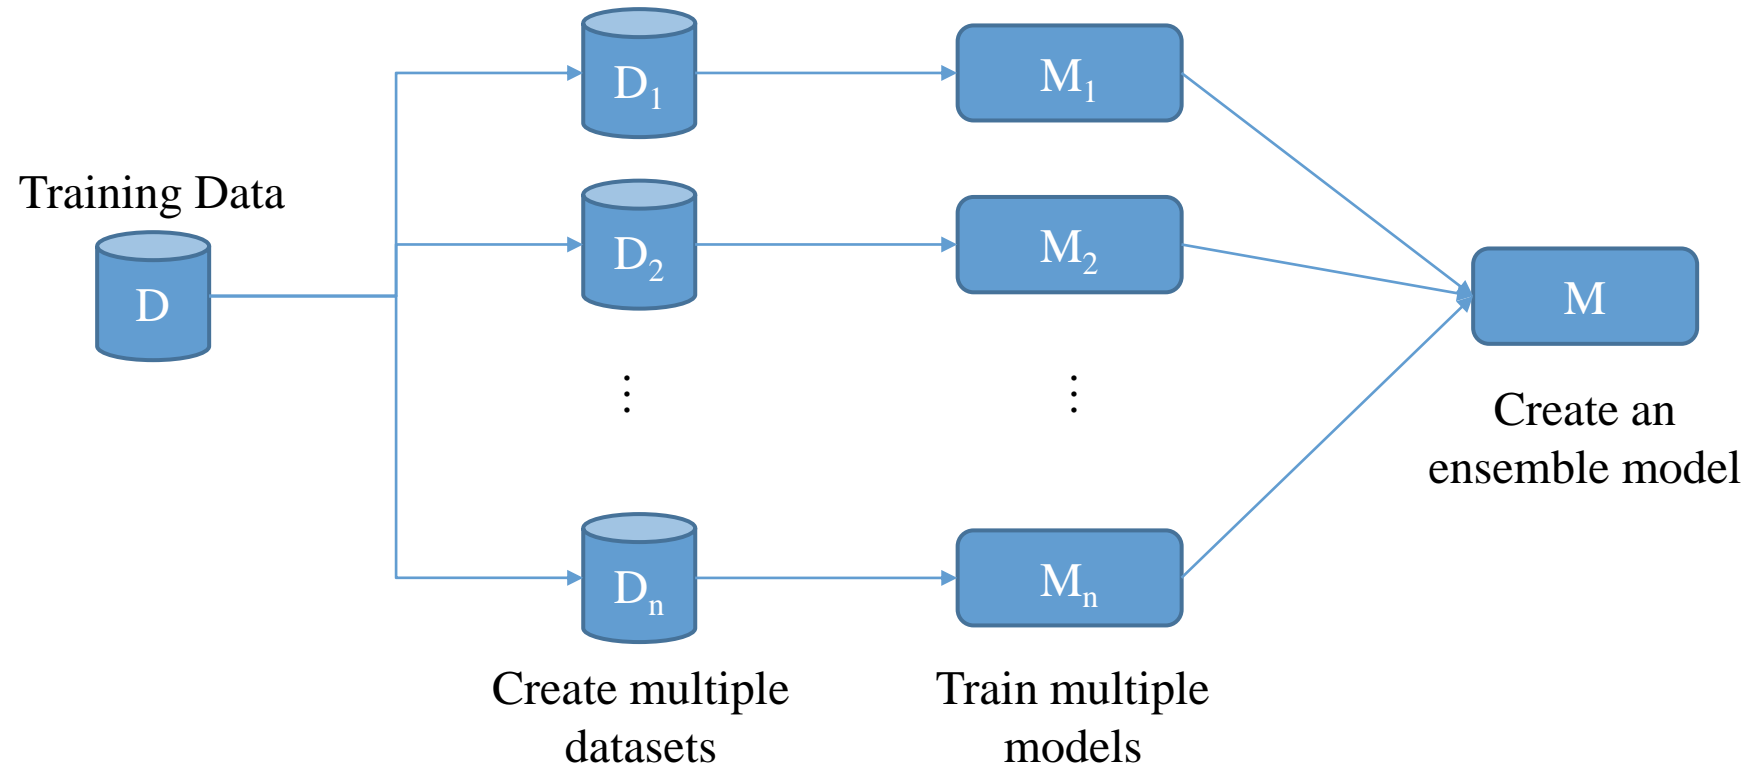 Training Data
D
D₁
M₁
D₂
M₂
M
⋮
⋮
Create an
ensemble model
Dₙ
Mₙ
Create multiple
datasets
Train multiple
models